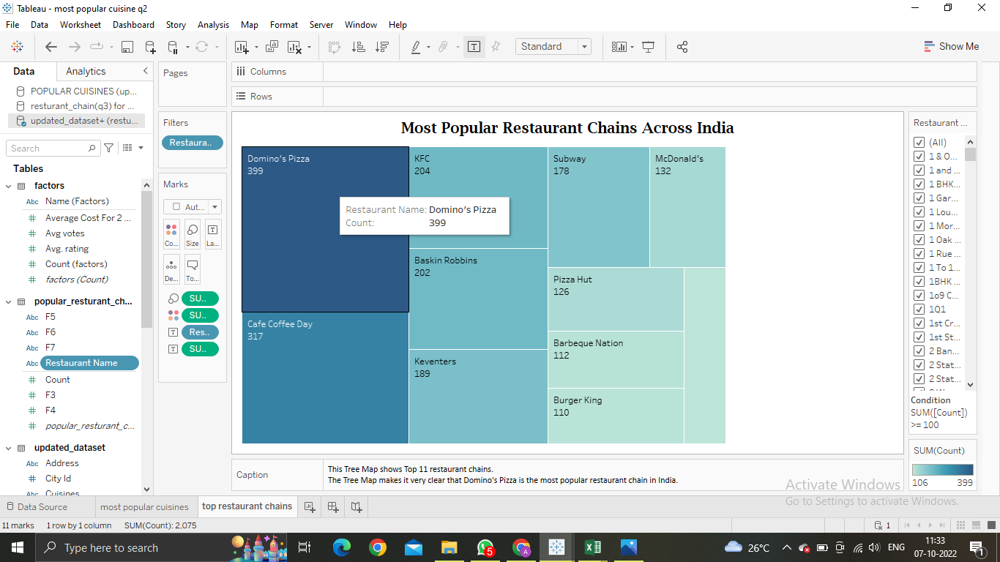 Tableau - most popular cuisine q2
File Data Worksheet Dashboard Story Analysis Map Format Server Window Help
Standard
Show Me
Data Analytics
POPULAR CUISINES (up...
resturant_chain(q3) for ...
updated_dataset+ (restu...
Search
Tables
factors
Abc Name (Factors)
Average Cost For 2 ...
Avg votes
Avg. rating
Count (factors)
factors (Count)
popular_resturant_ch...
Abc F5
Abc F6
Abc F7
Abc Restaurant Name
Count
F3
F4
popular_resturant_c...
updated_dataset
Abc Address
City Id
Cuisines
Pages
Filters
Restaura..
Marks
Aut...
Co... Size La...
De... To...
SU..
SU..
Res..
SU..
Columns
Rows
Most Popular Restaurant Chains Across India
Domino's Pizza
399
KFC
204
Subway
178
McDonald's
132
Restaurant Name: Domino's Pizza
Count: 399
Baskin Robbins
202
Pizza Hut
126
Cafe Coffee Day
317
Barbeque Nation
112
Keventers
189
Burger King
110
Caption
This Tree Map shows Top 11 restaurant chains.
The Tree Map makes it very clear that Domino's Pizza is the most popular restaurant chain in India.
Restaurant ...
(All)
1 & O...
1 and ...
1 BHK...
1 Gar...
1 Lou...
1 Mor...
1 Oak ...
1 Rue ...
1 To 1...
1BHK ...
1o9 C...
1Q1
1st Cr...
1st St...
2 Ban...
2 Stat...
2 Stat...
Condition
SUM([Count])
>= 100
SUM(Count)
106 399
Activate Windows
Go to Settings to activate Windows.
Data Source most popular cuisines top restaurant chains
11 marks 1 row by 1 column SUM(Count): 2,075
1
Type here to search
5
A
26°C
ENG
11:33
07-10-2022
1